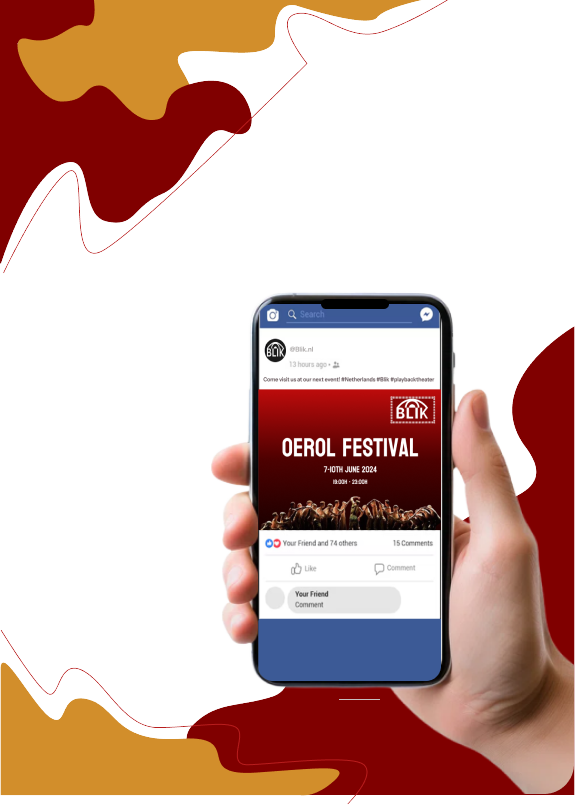 Search
BLIK
@Blik.nl
13 hours ago •
Come visit us at our next event! #Netherlands #Blik #playbacktheater
BLIK
OEROL FESTIVAL
7-10TH JUNE 2024
19:00H - 23:00H
Your Friend and 74 others
15 Comments
Like
Comment
Your Friend
Comment